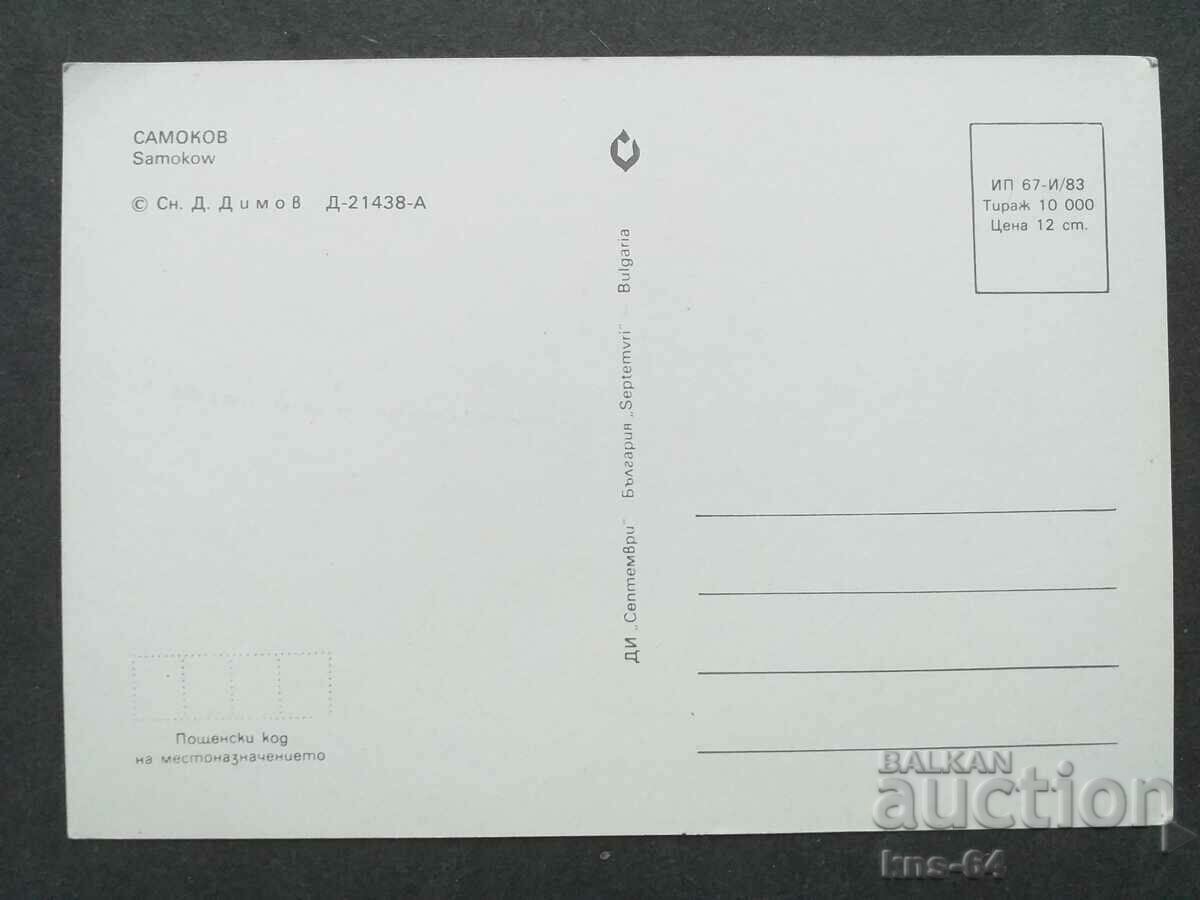 САМОКОВ
Samokow
© Сн. Д. Димов Д-21438-А
ИП 67-И/83
Тираж 10 000
Цена 12 ст.
ДИ „Септември" България „Septemvri" – Bulgaria
Пощенски код
на местоназначението
BALKAN
auction
kns-64